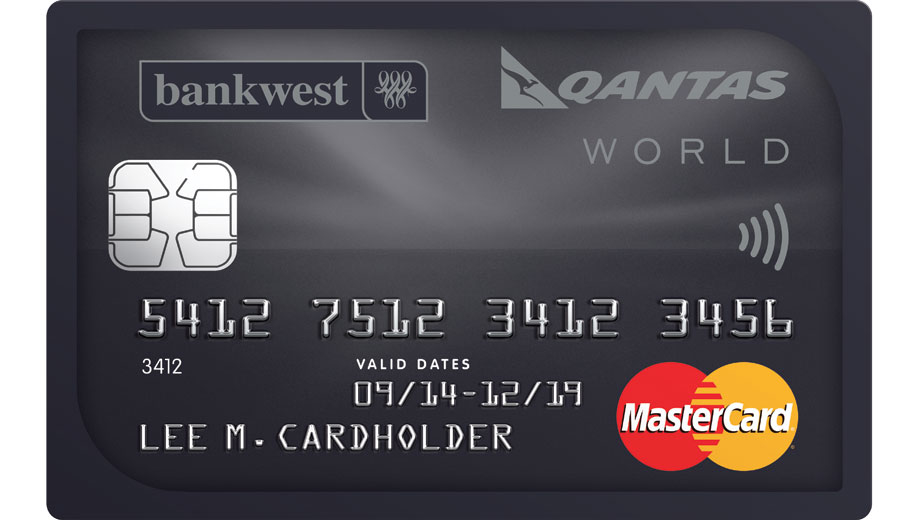 bankwest
QANTAS
WORLD
5412 7512 3412 3456
3412
VALID DATES
09/14-12/19
LEE M. CARDHOLDER
MasterCard